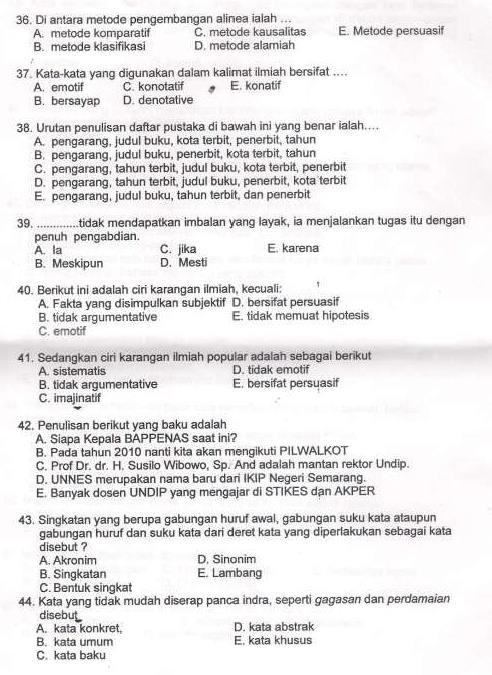 36. Di antara metode pengembangan alinea ialah ...
A. metode komparatif C. metode kausalitas E. Metode persuasif
B. metode klasifikasi D. metode alamiah
37. Kata-kata yang digunakan dalam kalimat ilmiah bersifat ....
A. emotif C. konotatif E. konatif
B. bersayap D. denotative
38. Urutan penulisan daftar pustaka di bawah ini yang benar ialah....
A. pengarang, judul buku, kota terbit, penerbit, tahun
B. pengarang, judul buku, penerbit, kota terbit, tahun
C. pengarang, tahun terbit, judul buku, kota terbit, penerbit
D. pengarang, tahun terbit, judul buku, penerbit, kota terbit
E. pengarang, judul buku, tahun terbit, dan penerbit
39. .............tidak mendapatkan imbalan yang layak, ia menjalankan tugas itu dengan
penuh pengabdian.
A. Ia C. jika E. karena
B. Meskipun D. Mesti
40. Berikut ini adalah ciri karangan ilmiah, kecuali:
A. Fakta yang disimpulkan subjektif D. bersifat persuasif
B. tidak argumentative E. tidak memuat hipotesis
C. emotif
41. Sedangkan ciri karangan ilmiah popular adalah sebagai berikut
A. sistematis D. tidak emotif
B. tidak argumentative E. bersifat persuasif
C. imajinatif
42. Penulisan berikut yang baku adalah
A. Siapa Kepala BAPPENAS saat ini?
B. Pada tahun 2010 nanti kita akan mengikuti PILWALKOT
C. Prof Dr. dr. H. Susilo Wibowo, Sp. And adalah mantan rektor Undip.
D. UNNES merupakan nama baru dari IKIP Negeri Semarang.
E. Banyak dosen UNDIP yang mengajar di STIKES dan AKPER
43. Singkatan yang berupa gabungan huruf awal, gabungan suku kata ataupun
gabungan huruf dan suku kata dari deret kata yang diperlakukan sebagai kata
disebut ?
A. Akronim D. Sinonim
B. Singkatan E. Lambang
C. Bentuk singkat
44. Kata yang tidak mudah diserap panca indra, seperti gagasan dan perdamaian
disebut
A. kata konkret, D. kata abstrak
B. kata umum E. kata khusus
C. kata baku